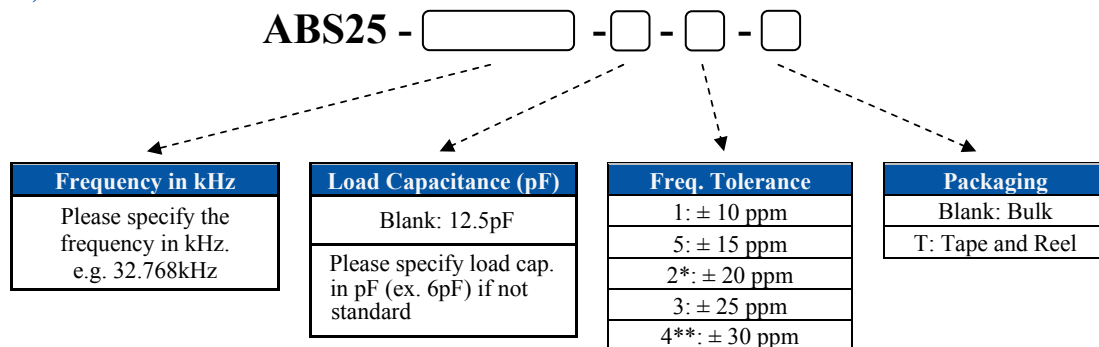 ABS25 - - - -
Frequency in kHz
Please specify the
frequency in kHz.
e.g. 32.768kHz
Load Capacitance (pF)
Blank: 12.5pF
Please specify load cap.
in pF (ex. 6pF) if not
standard
Freq. Tolerance
1: ± 10 ppm
5: ± 15 ppm
2*: ± 20 ppm
3: ± 25 ppm
4**: ± 30 ppm
Packaging
Blank: Bulk
T: Tape and Reel